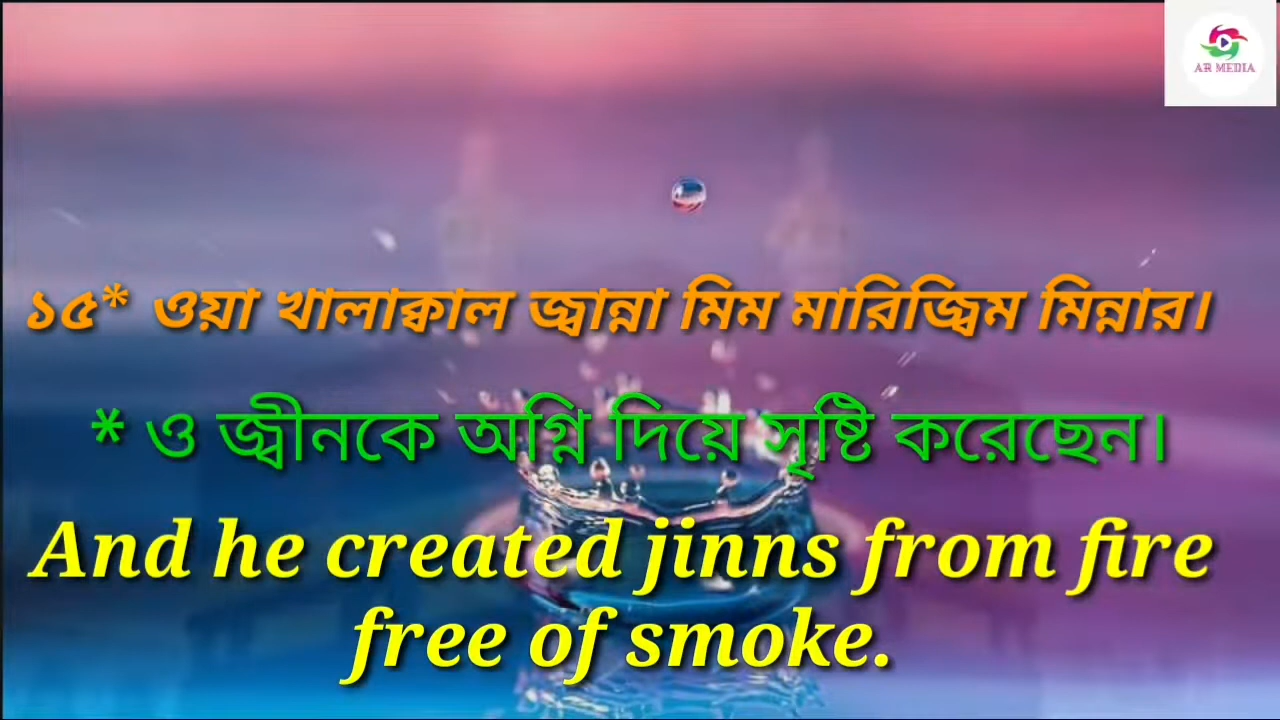 AR MEDIA
১৫* ওয়া খালাক্বাল জ্বান্না মিম মারিজ্বিম মিন্নার।
* ও জ্বীনকে অগ্নি দিয়ে সৃষ্টি করেছেন।
And he created jinns from fire
free of smoke.